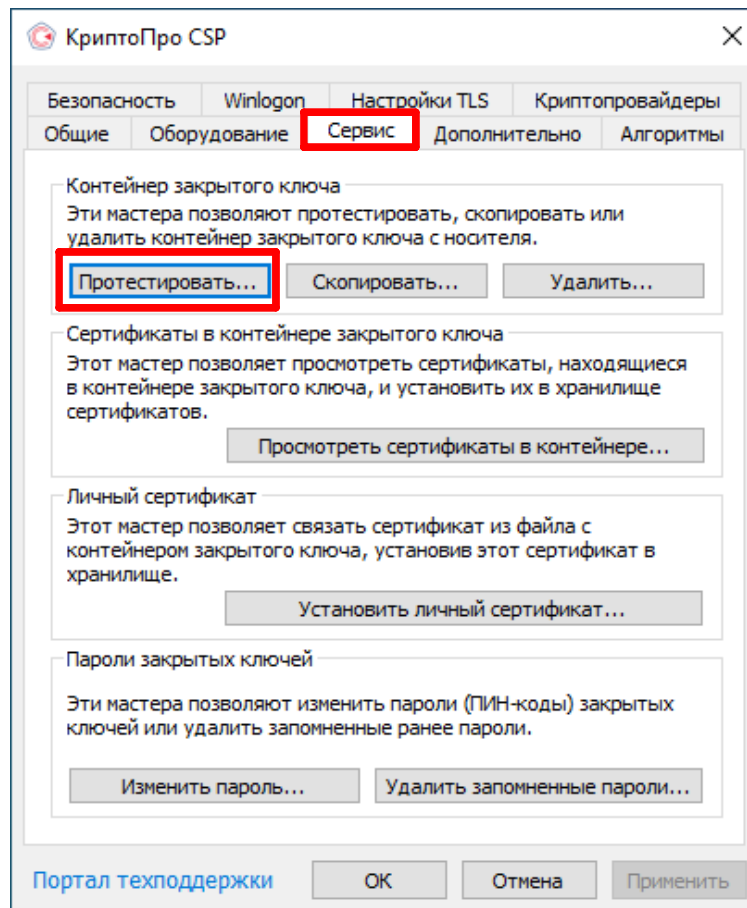 КриптоПро CSP
Безопасность Winlogon Настройки TLS Криптопровайдеры
Общие Оборудование Сервис Дополнительно Алгоритмы
Контейнер закрытого ключа
Эти мастера позволяют протестировать, скопировать или
удалить контейнер закрытого ключа с носителя.
Протестировать... Скопировать... Удалить...
Сертификаты в контейнере закрытого ключа
Этот мастер позволяет просмотреть сертификаты, находящиеся
в контейнере закрытого ключа, и установить их в хранилище
сертификатов.
Просмотреть сертификаты в контейнере...
Личный сертификат
Этот мастер позволяет связать сертификат из файла с
контейнером закрытого ключа, установив этот сертификат в
хранилище.
Установить личный сертификат...
Пароли закрытых ключей
Эти мастера позволяют изменить пароли (ПИН-коды) закрытых
ключей или удалить запомненные ранее пароли.
Изменить пароль... Удалить запомненные пароли...
Портал техподдержки ОК Отмена Применить